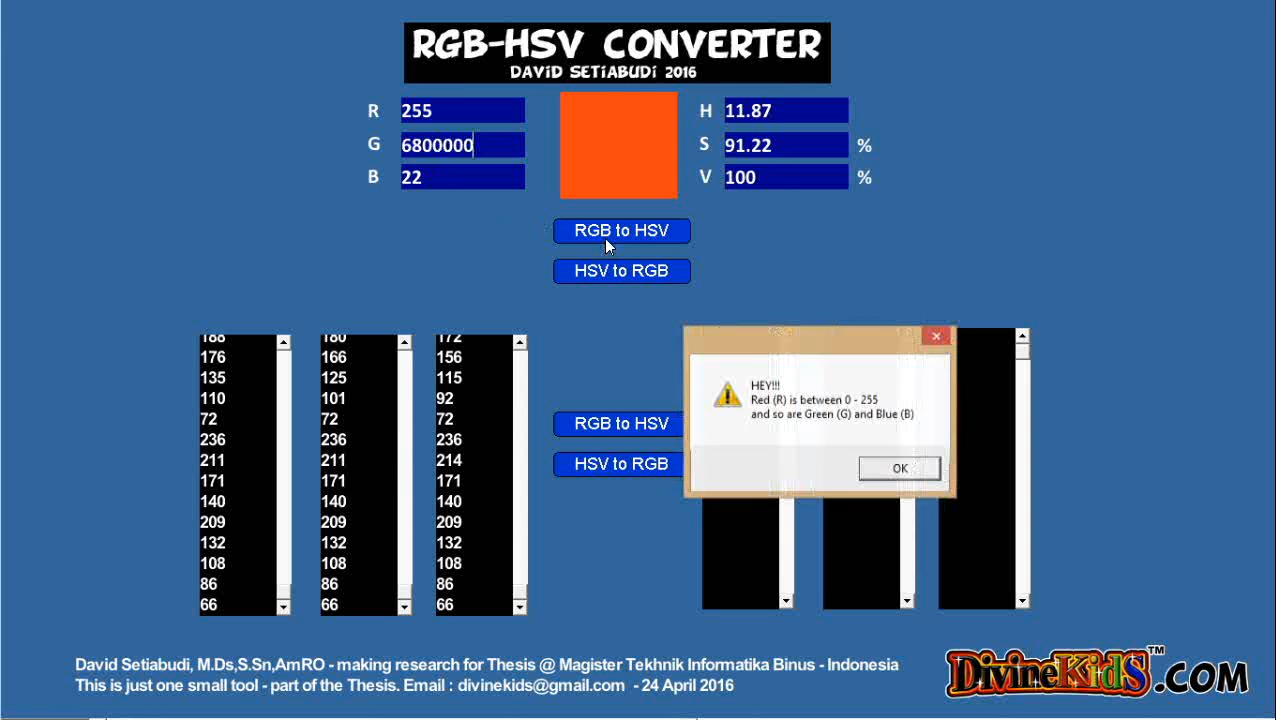 RGB-HSV CONVERTER
DAVID SETIABUDI 2016
R 255
G 6800000
B 22
H 11.87
S 91.22 %
V 100 %
RGB to HSV
HSV to RGB
188 180 172
176 166 156
135 125 115
110 101 92
72 72 72
236 236 236
211 211 214
171 171 171
140 140 140
209 209 209
132 132 132
108 108 108
86 86 86
66 66 66
RGB to HSV
HSV to RGB
HEY!!!
Red (R) is between 0 - 255
and so are Green (G) and Blue (B)
OK
David Setiabudi, M.Ds,S.Sn,AmRO - making research for Thesis @ Magister Tekhnik Informatika Binus - Indonesia
This is just one small tool - part of the Thesis. Email : divinekids@gmail.com - 24 April 2016
DivineKidS™.COM